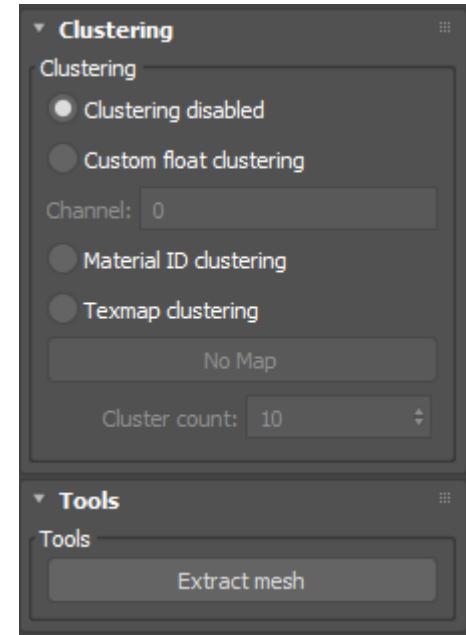 Clustering
Clustering
Clustering disabled
Custom float clustering
Channel: 0
Material ID clustering
Texmap clustering
No Map
Cluster count: 10
Tools
Tools
Extract mesh